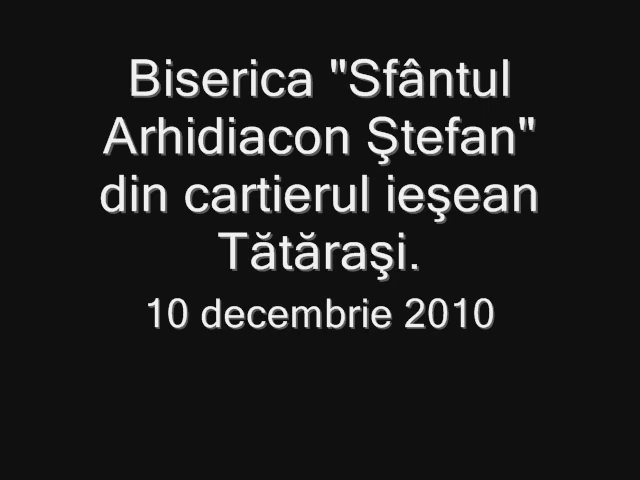 Biserica "Sfântul
Arhidiacon Ştefan"
din cartierul ieşean
Tătăraşi.
10 decembrie 2010